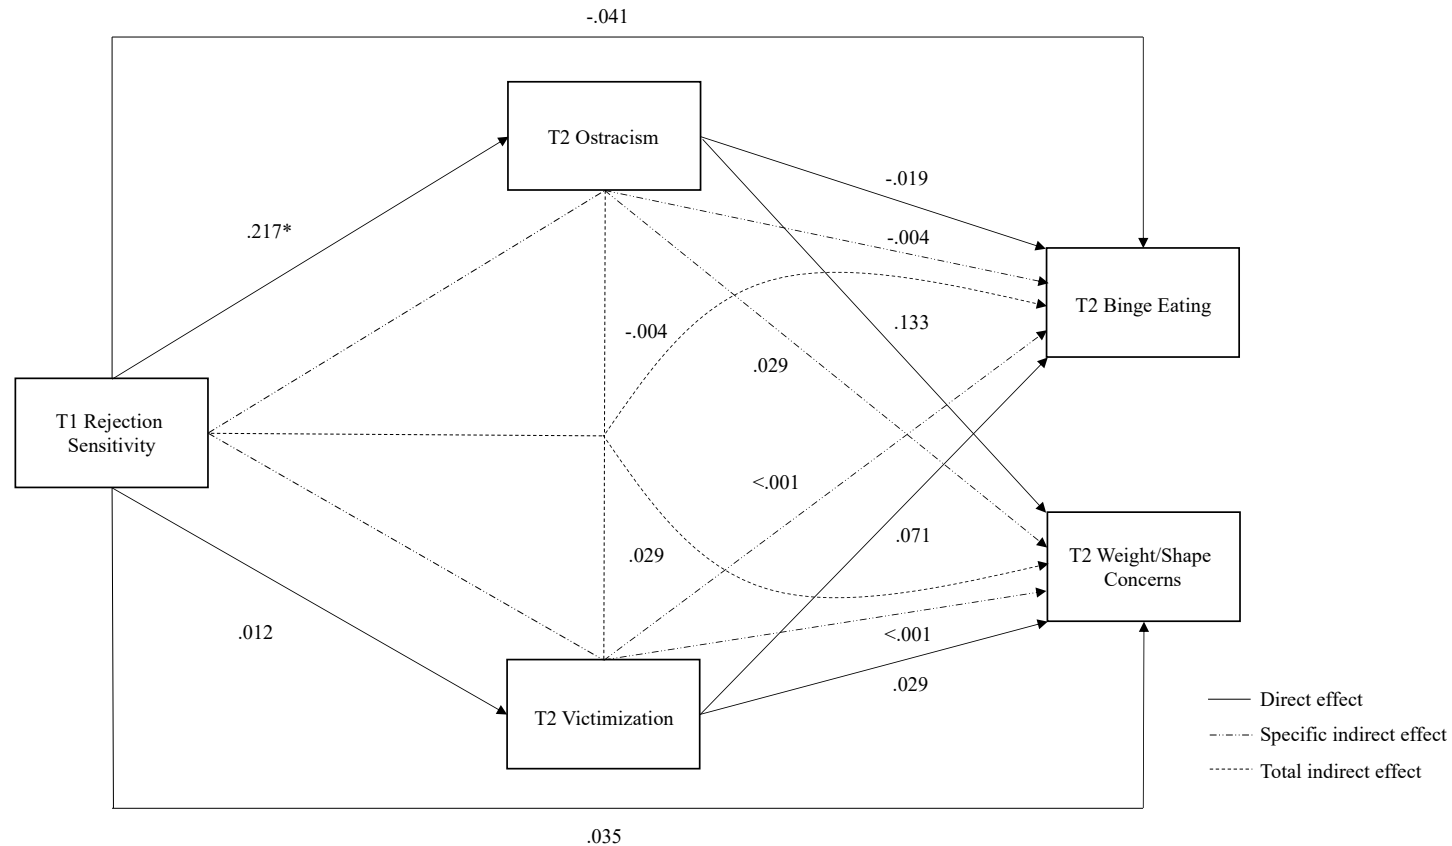 -.041
T2 Ostracism
-.019
.217*
-.004
T2 Binge Eating
-.004
.133
.029
T1 Rejection
Sensitivity
<.001
.071
.029
T2 Weight/Shape
Concerns
.012
<.001
.029
T2 Victimization
Direct effect
Specific indirect effect
Total indirect effect
.035